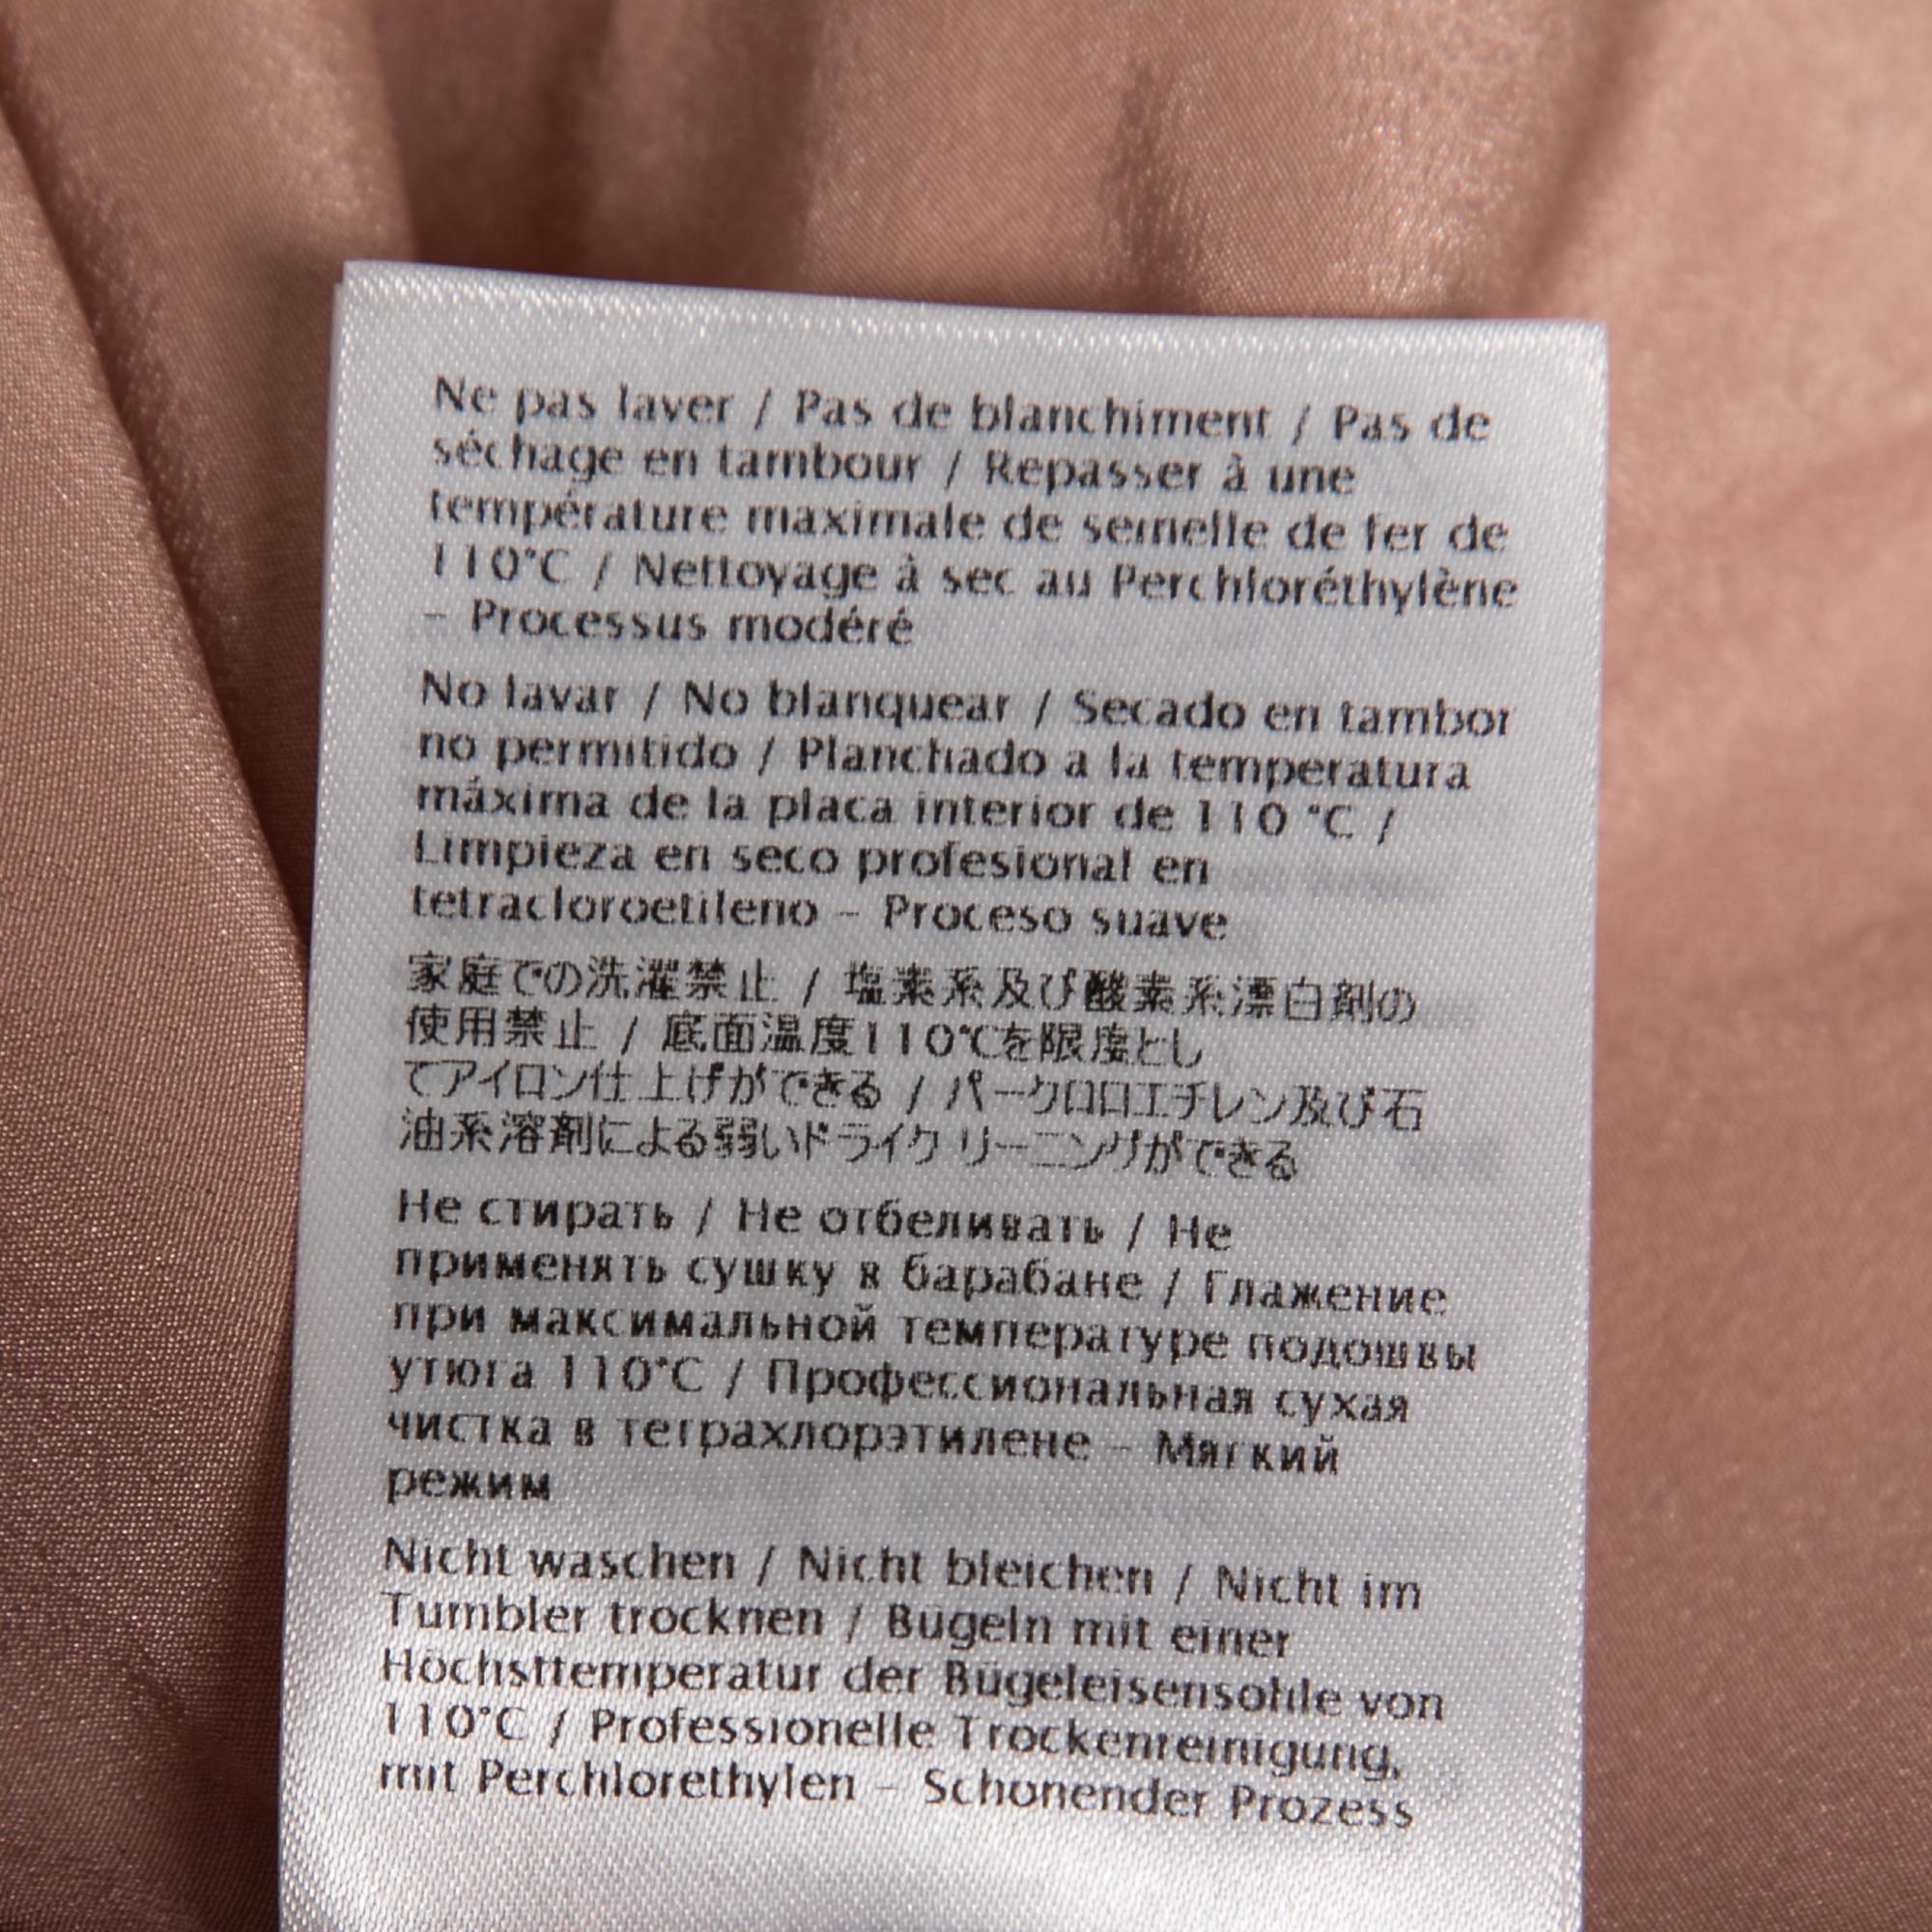 Ne pas laver / Pas de blanchiment / Pas de
séchage en tambour / Repasser à une
température maximale de semelle de fer de
110°C / Nettoyage à sec au Perchloréthylène
– Processus modéré
No lavar / No blanquear / Secado en tambor
no permitido / Planchado a la temperatura
máxima de la placa interior de 110 °C /
Limpieza en seco profesional en
tetracloroetileno – Proceso suave
家庭での洗濯禁止 / 塩素系及び酸素系漂白剤の
使用禁止 / 底面温度110℃を限度とし
てアイロン仕上げができる / パークロロエチレン及び石
油系溶剤による弱いドライクリーニングができる
Не стирать / Не отбеливать / Не
применять сушку в барабане / Глажение
при максимальной температуре подошвы
утюга 110°C / Профессиональная сухая
чистка в тетрахлорэтилене – Мягкий
режим
Nicht waschen / Nicht bleichen / Nicht im
Tumbler trocknen / Bügeln mit einer
Höchsttemperatur der Bügeleisensohle von
110°C / Professionelle Trockenreinigung,
mit Perchlorethylen – Schonender Prozess